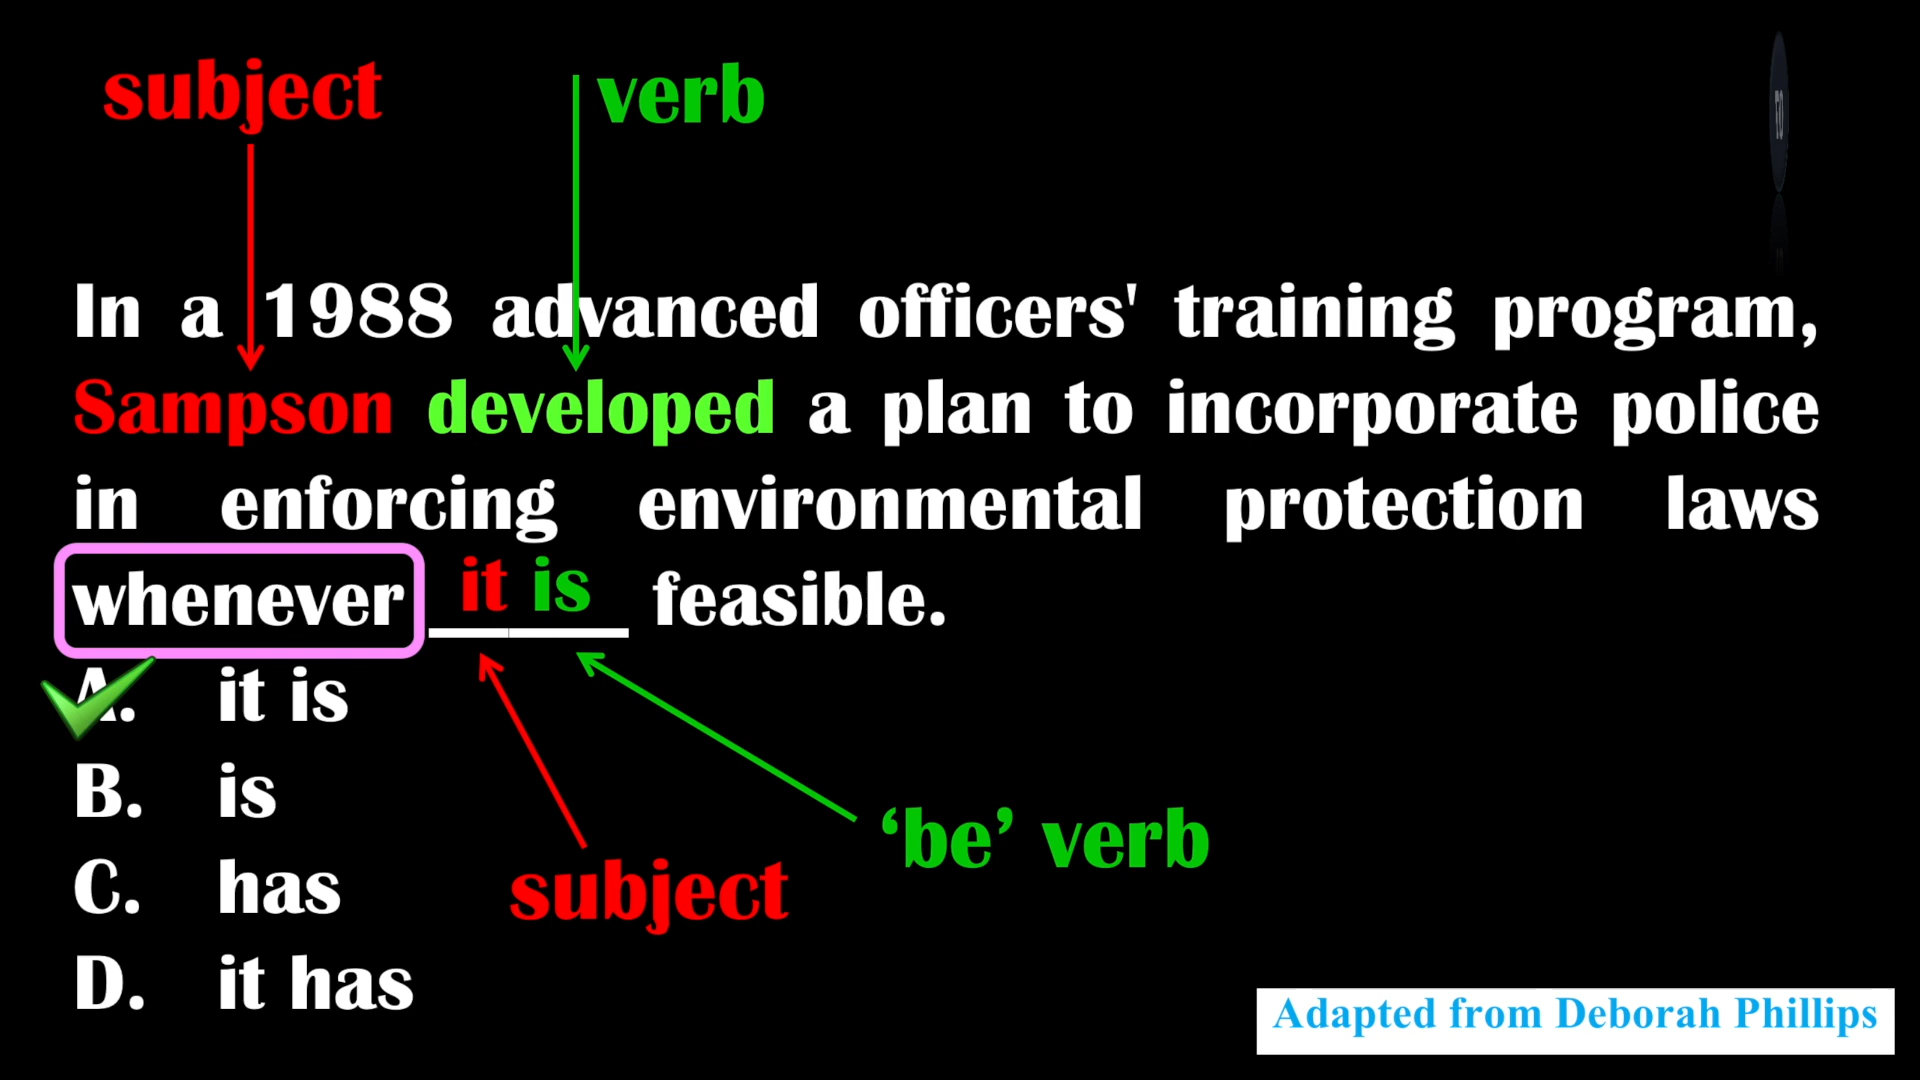 subject verb
In a 1988 advanced officers' training program,
Sampson developed a plan to incorporate police
in enforcing environmental protection laws
whenever it is feasible.
A. it is
B. is
C. has
D. it has
‘be’ verb
subject
Adapted from Deborah Phillips